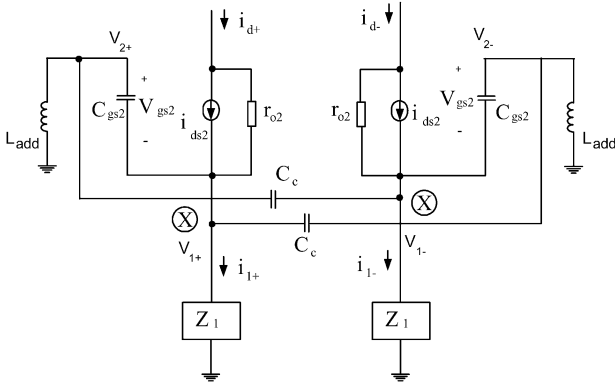 i d+
i d-
V 2+
V 2-
+
+
C gs2
V gs2
i ds2
r o2
r o2
i ds2
V gs2
C gs2
L add
L add
-
-
C c
X
X
C c
V 1+
V 1-
i 1+
i 1-
Z 1
Z 1